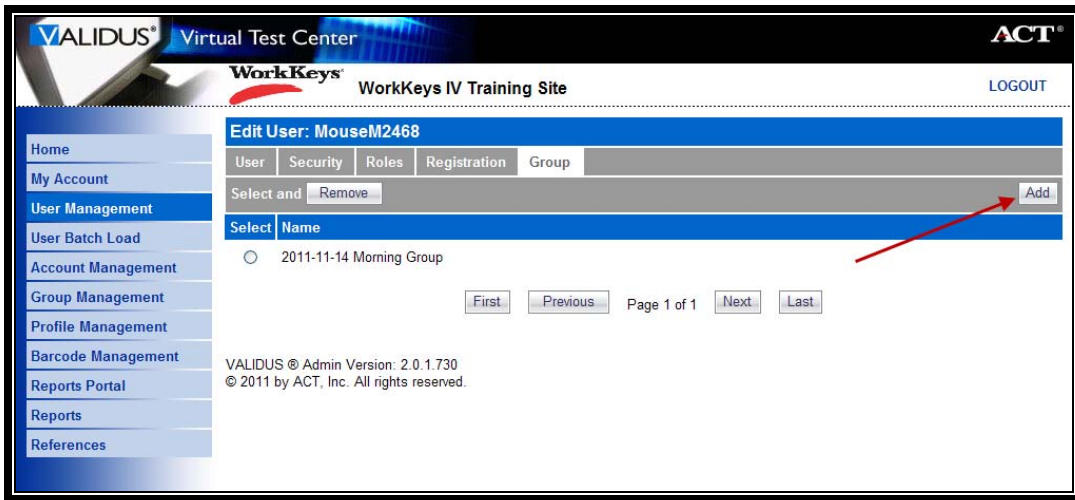 VALIDUS® Virtual Test Center ACT®
WorkKeys® WorkKeys IV Training Site LOGOUT
Home
My Account
User Management
User Batch Load
Account Management
Group Management
Profile Management
Barcode Management
Reports Portal
Reports
References
Edit User: MouseM2468
User Security Roles Registration Group
Select and Remove Add
Select Name
2011-11-14 Morning Group
First Previous Page 1 of 1 Next Last
VALIDUS ® Admin Version: 2.0.1.730
© 2011 by ACT, Inc. All rights reserved.